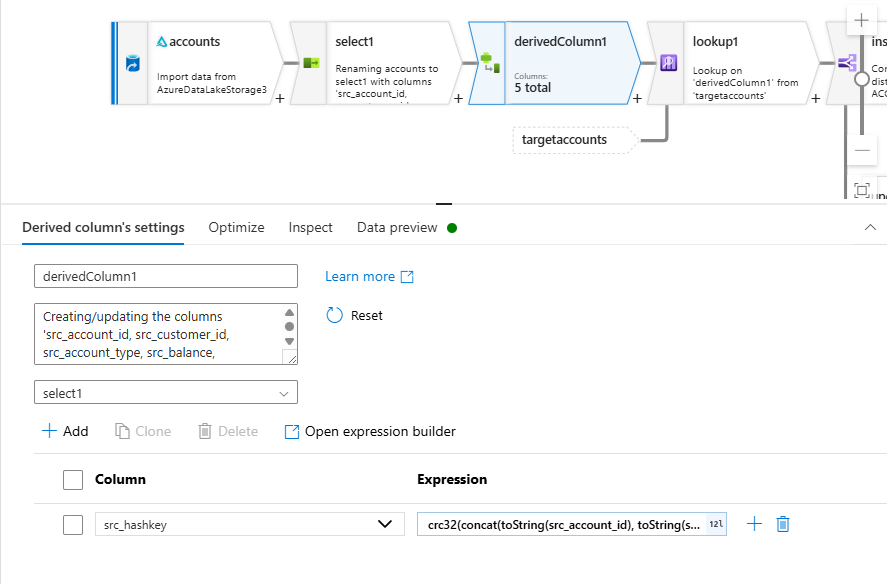 accounts
Import data from
AzureDataLakeStorage3
+
select1
Renaming accounts to
select1 with columns
'src_account_id,
+
derivedColumn1
Columns:
5 total
+
lookup1
Lookup on
'derivedColumn1' from
'targetaccounts'
+
ins
Cor
dist
ACC
targetaccounts
Derived column's settings
Optimize
Inspect
Data preview
derivedColumn1
Learn more
Creating/updating the columns
'src_account_id, src_customer_id,
src_account_type, src_balance,
Reset
select1
Add
Clone
Delete
Open expression builder
Column
Expression
src_hashkey
crc32(concat(toString(src_account_id), toString(s...
12l